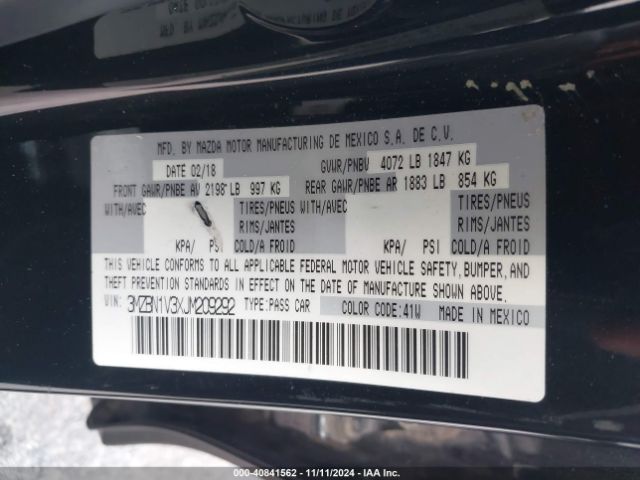 MFD. BY MAZDA MOTOR MANUFACTURING DE MEXICO S.A. DE C.V.
DATE 02/18 GVWR/PNBV 4072 LB 1847 KG
FRONT GAWR/PNBE AV 2198 LB 997 KG REAR GAWR/PNBE AR 1883 LB 854 KG
WITH/AVEC TIRES/PNEUS WITH/AVEC TIRES/PNEUS
RIMS/JANTES RIMS/JANTES
KPA/ PSI COLD/A FROID KPA/ PSI COLD/A FROID
THIS VEHICLE CONFORMS TO ALL APPLICABLE FEDERAL MOTOR VEHICLE SAFETY, BUMPER, AND
THEFT PREVENTION STANDARDS IN EFFECT ON THE DATE OF MANUFACTURE SHOWN ABOVE.
VIN: 3MZBN1V3XJM209292 TYPE:PASS CAR COLOR CODE:41W MADE IN MEXICO
000-40841562 - 11/11/2024 - IAA Inc.